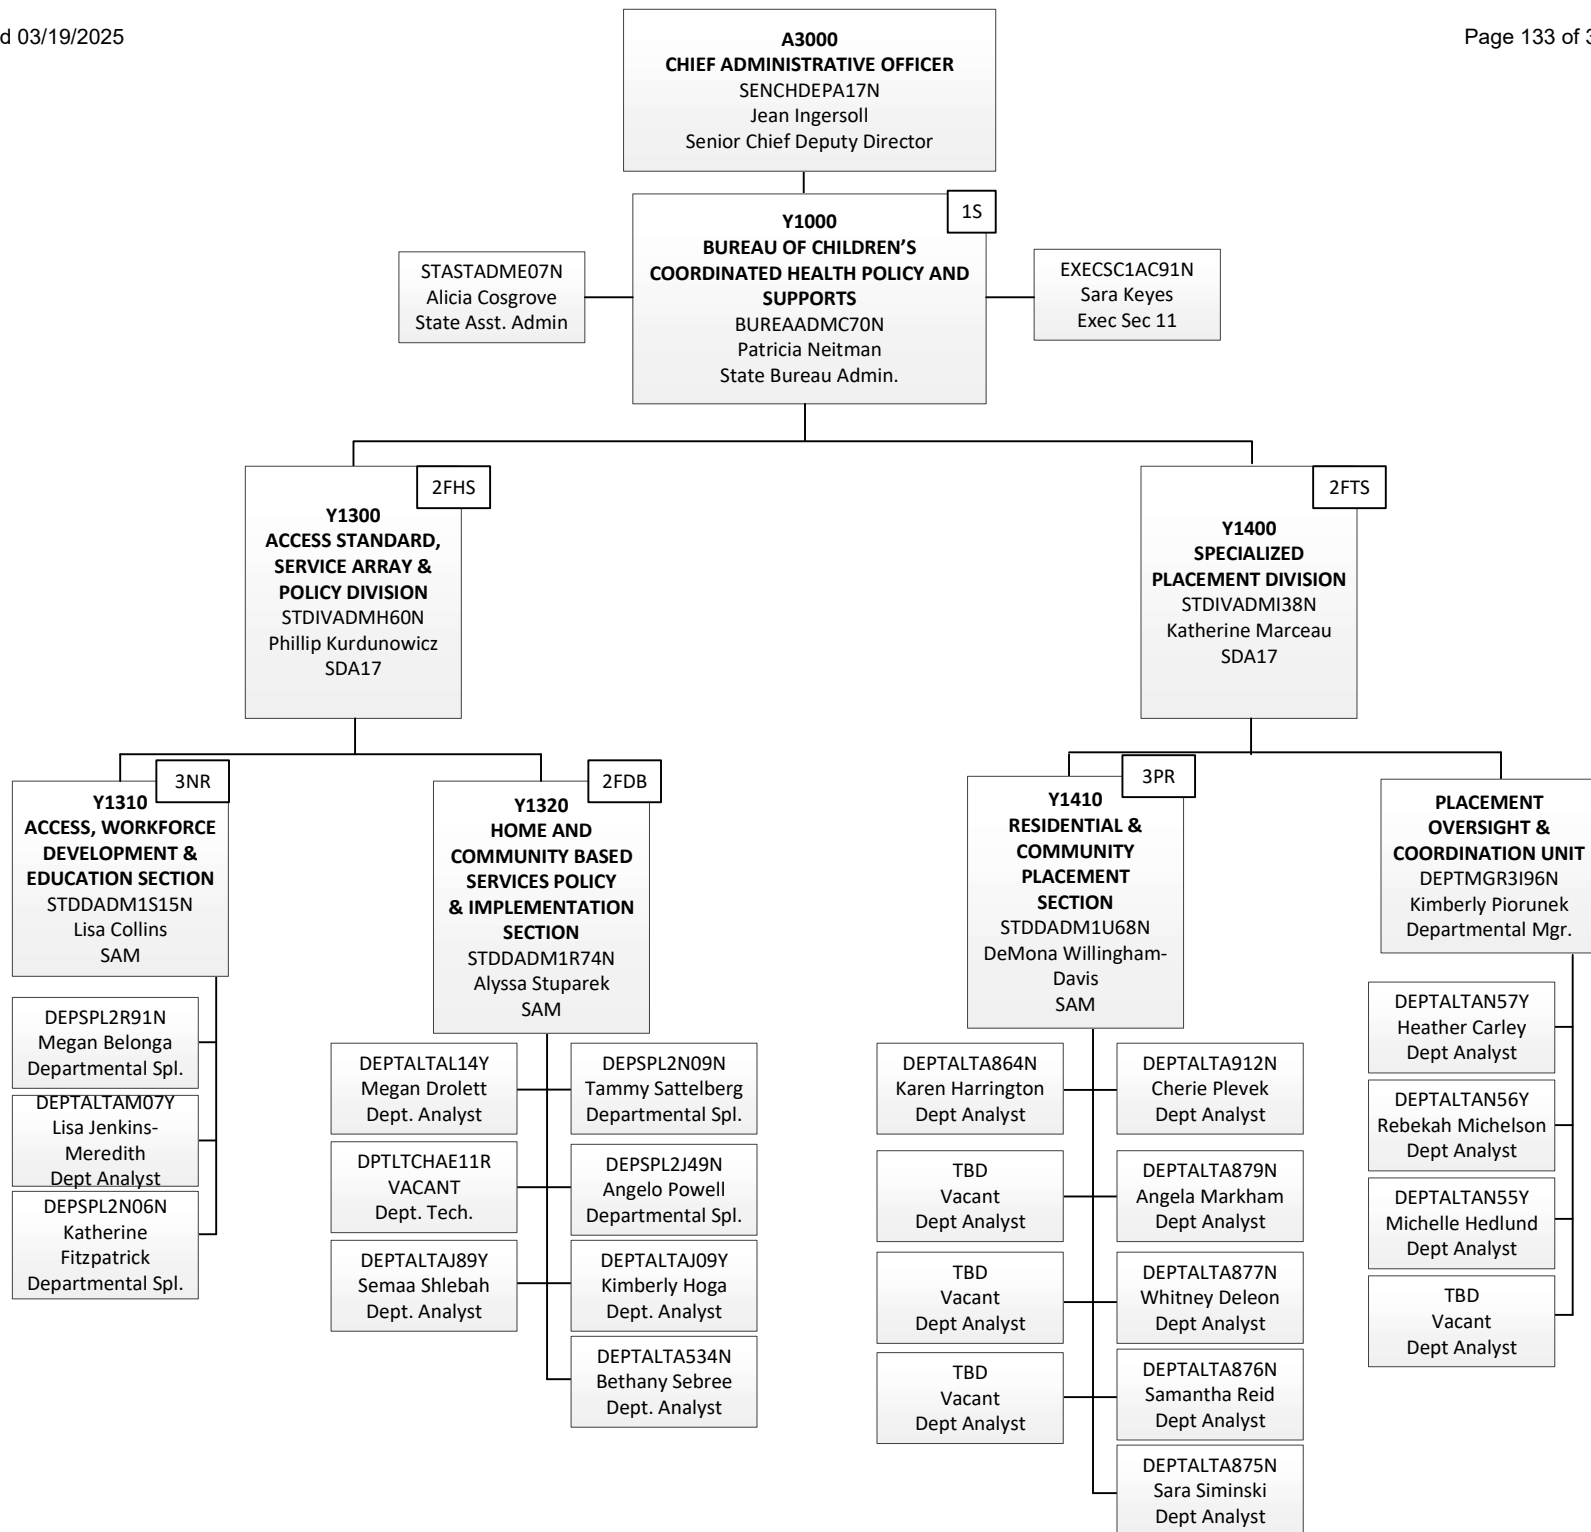 d 03/19/2025
Page 133 of 3
A3000
CHIEF ADMINISTRATIVE OFFICER
SENCHDEPA17N
Jean Ingersoll
Senior Chief Deputy Director
1S
Y1000
BUREAU OF CHILDREN’S
COORDINATED HEALTH POLICY AND
SUPPORTS
BUREAADMC70N
Patricia Neitman
State Bureau Admin.
STASTADME07N
Alicia Cosgrove
State Asst. Admin
EXECSC1AC91N
Sara Keyes
Exec Sec 11
2FHS
Y1300
ACCESS STANDARD,
SERVICE ARRAY &
POLICY DIVISION
STDIVADMH60N
Phillip Kurdunowicz
SDA17
2FTS
Y1400
SPECIALIZED
PLACEMENT DIVISION
STDIVADMI38N
Katherine Marceau
SDA17
3NR
Y1310
ACCESS, WORKFORCE
DEVELOPMENT &
EDUCATION SECTION
STDDADM1S15N
Lisa Collins
SAM
DEPSPL2R91N
Megan Belonga
Departmental Spl.
DEPTALTAM07Y
Lisa Jenkins-
Meredith
Dept Analyst
DEPSPL2N06N
Katherine
Fitzpatrick
Departmental Spl.
2FDB
Y1320
HOME AND
COMMUNITY BASED
SERVICES POLICY
& IMPLEMENTATION
SECTION
STDDADM1R74N
Alyssa Stuparek
SAM
DEPTALTAL14Y
Megan Drolett
Dept. Analyst
DEPSPL2N09N
Tammy Sattelberg
Departmental Spl.
DPTLTCHAE11R
VACANT
Dept. Tech.
DEPSPL2J49N
Angelo Powell
Departmental Spl.
DEPTALTAJ89Y
Semaa Shlebah
Dept. Analyst
DEPTALTAJ09Y
Kimberly Hoga
Dept. Analyst
DEPTALTA534N
Bethany Sebree
Dept. Analyst
3PR
Y1410
RESIDENTIAL &
COMMUNITY
PLACEMENT
SECTION
STDDADM1U68N
DeMona Willingham-
Davis
SAM
DEPTALTA864N
Karen Harrington
Dept Analyst
DEPTALTA912N
Cherie Plevek
Dept Analyst
TBD
Vacant
Dept Analyst
DEPTALTA879N
Angela Markham
Dept Analyst
TBD
Vacant
Dept Analyst
DEPTALTA877N
Whitney Deleon
Dept Analyst
TBD
Vacant
Dept Analyst
DEPTALTA876N
Samantha Reid
Dept Analyst
DEPTALTA875N
Sara Siminski
Dept Analyst
PLACEMENT
OVERSIGHT &
COORDINATION UNIT
DEPTMGR3I96N
Kimberly Piorunek
Departmental Mgr.
DEPTALTAN57Y
Heather Carley
Dept Analyst
DEPTALTAN56Y
Rebekah Michelson
Dept Analyst
DEPTALTAN55Y
Michelle Hedlund
Dept Analyst
TBD
Vacant
Dept Analyst